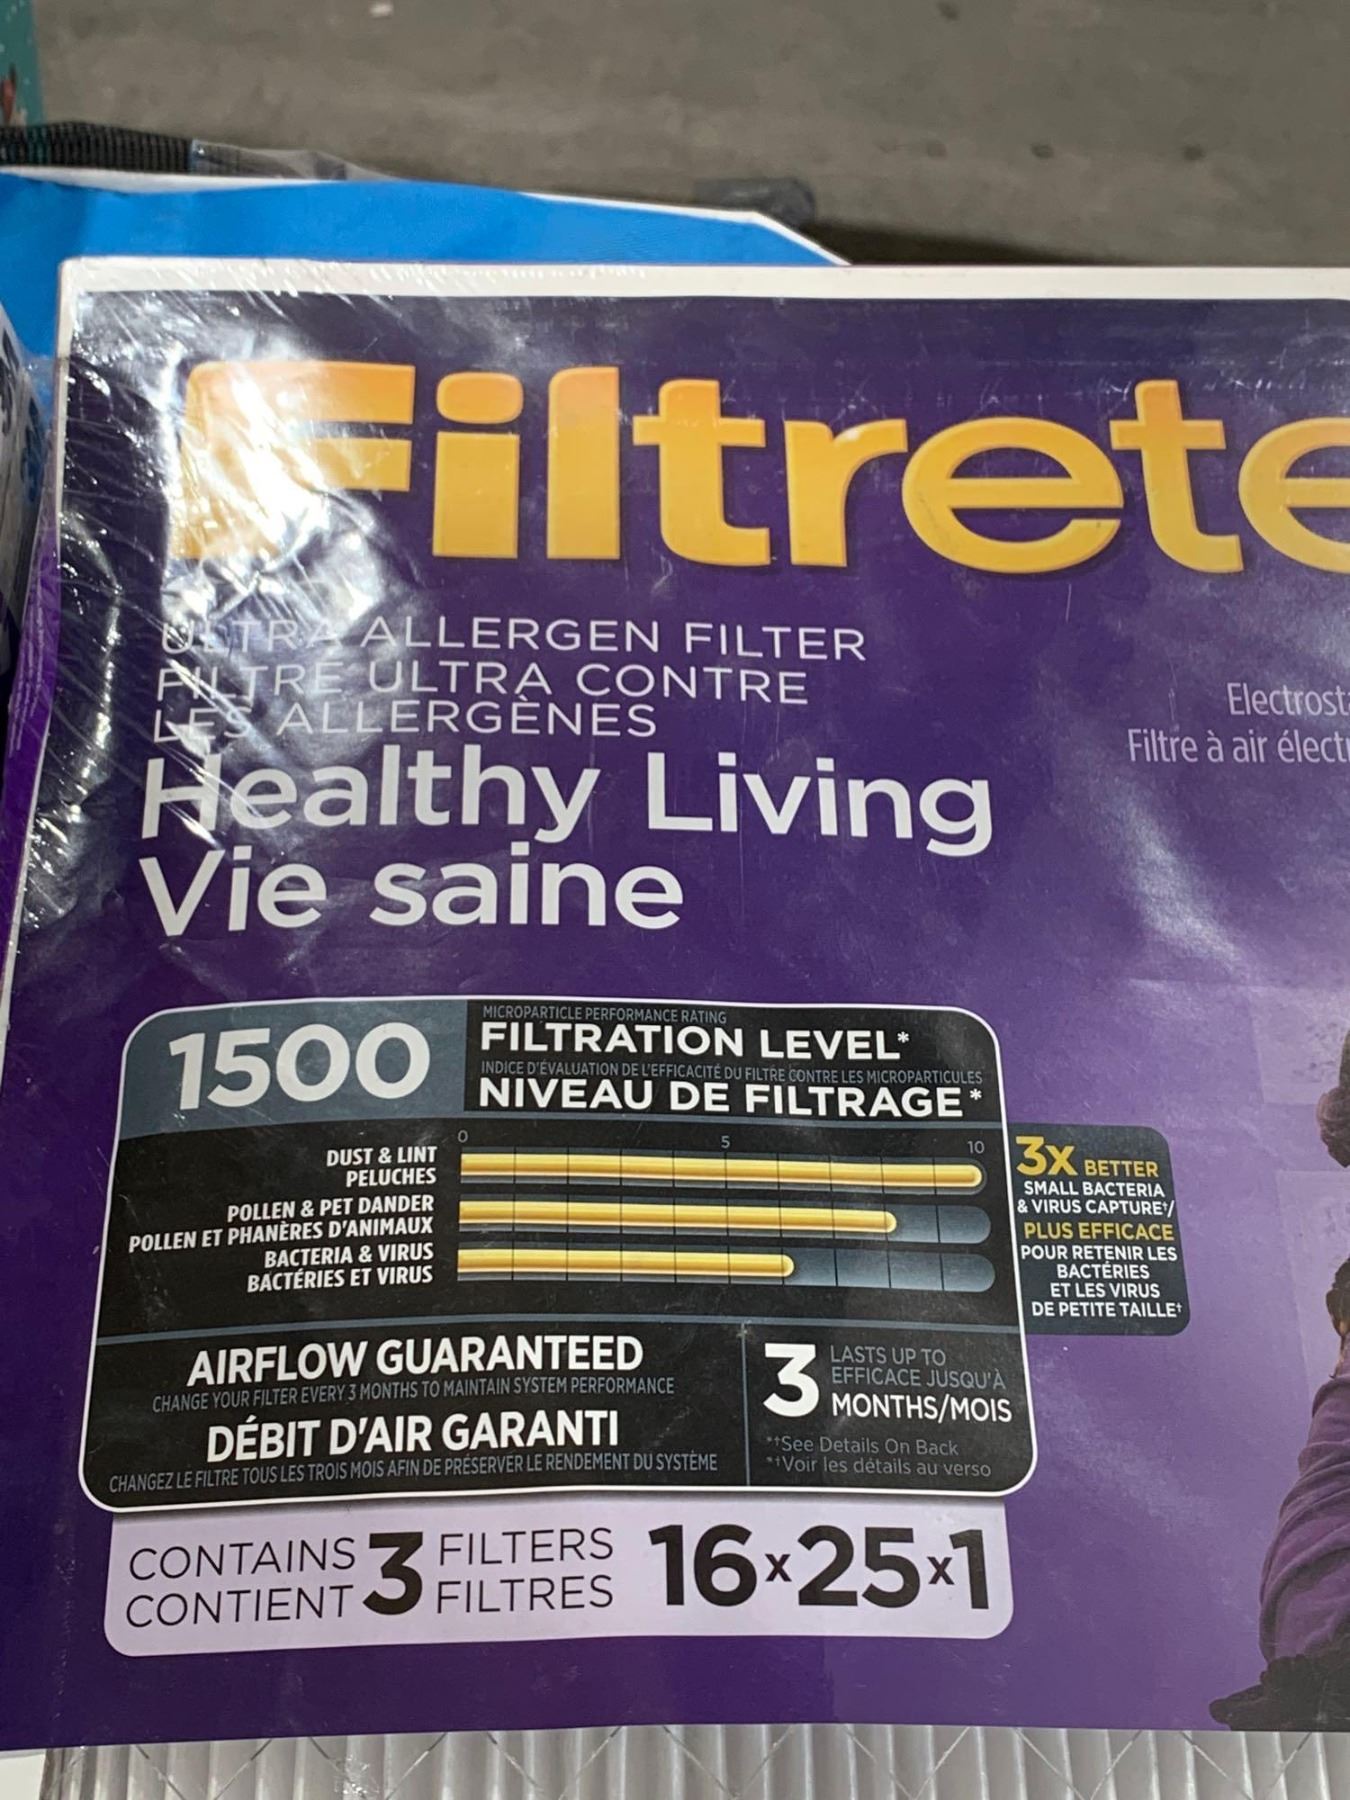 Filtrete
ULTRA ALLERGEN FILTER
FILTRE ULTRA CONTRE
LES ALLERGÈNES
Healthy Living
Vie saine
Filtre à air
1500
MICROPARTICLE PERFORMANCE RATING
FILTRATION LEVEL*
INDICE D'ÉVALUATION DE L'EFFICACITÉ DU FILTRE CONTRE LES MICROPARTICULES
NIVEAU DE FILTRAGE*
0 5 10
DUST & LINT
PELUCHES
POLLEN & PET DANDER
POLLEN ET PHANÈRES D'ANIMAUX
BACTERIA & VIRUS
BACTÉRIES ET VIRUS
3X BETTER
SMALL BACTERIA
& VIRUS CAPTURE†/
PLUS EFFICACE
POUR RETENIR LES
BACTÉRIES
ET LES VIRUS
DE PETITE TAILLE†
AIRFLOW GUARANTEED
CHANGE YOUR FILTER EVERY 3 MONTHS TO MAINTAIN SYSTEM PERFORMANCE
DÉBIT D'AIR GARANTI
CHANGEZ LE FILTRE TOUS LES TROIS MOIS AFIN DE PRÉSERVER LE RENDEMENT DU SYSTÈME
3 LASTS UP TO
EFFICACE JUSQU'À
MONTHS/MOIS
*†See Details On Back
*†Voir les détails au verso
CONTAINS 3 FILTERS
CONTIENT FILTRES
16x25x1